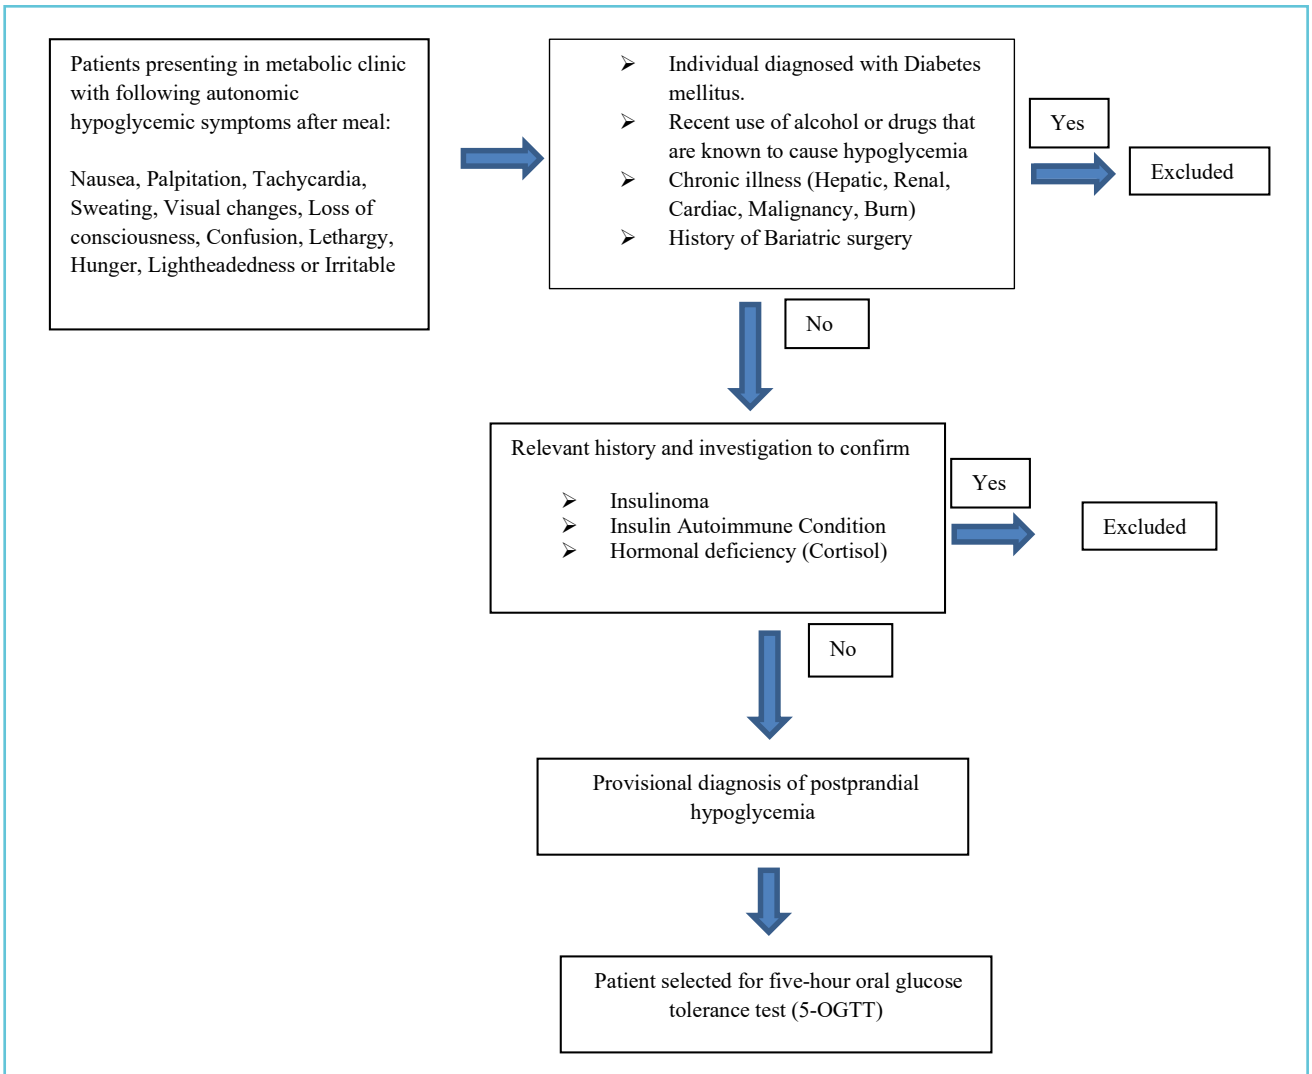 Patients presenting in metabolic clinic
with following autonomic
hypoglycemic symptoms after meal:
Nausea, Palpitation, Tachycardia,
Sweating, Visual changes, Loss of
consciousness, Confusion, Lethargy,
Hunger, Lightheadedness or Irritable
➢ Individual diagnosed with Diabetes
mellitus.
➢ Recent use of alcohol or drugs that
are known to cause hypoglycemia
➢ Chronic illness (Hepatic, Renal,
Cardiac, Malignancy, Burn)
➢ History of Bariatric surgery
Yes
Excluded
No
Relevant history and investigation to confirm
➢ Insulinoma
➢ Insulin Autoimmune Condition
➢ Hormonal deficiency (Cortisol)
Yes
Excluded
No
Provisional diagnosis of postprandial
hypoglycemia
Patient selected for five-hour oral glucose
tolerance test (5-OGTT)